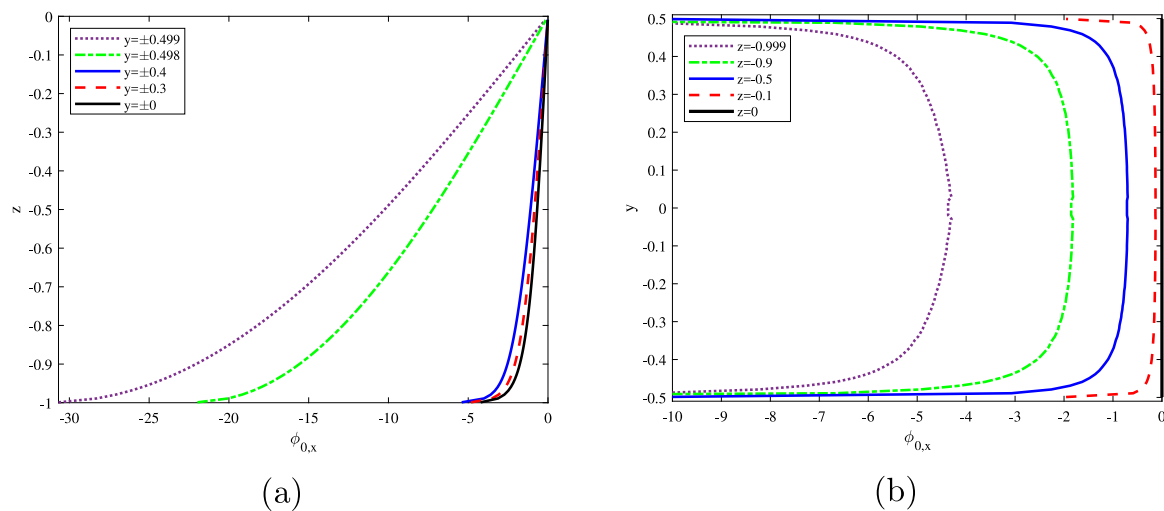 0
-0.1
-0.2
-0.3
-0.4
-0.5
-0.6
-0.7
-0.8
-0.9
-1
z
y=±0.499
y=±0.498
y=±0.4
y=±0.3
y=±0
-30 -25 -20 -15 -10 -5 0
ϕ0,x
(a)
0.5
0.4
0.3
0.2
0.1
0
-0.1
-0.2
-0.3
-0.4
-0.5
y
z=-0.999
z=-0.9
z=-0.5
z=-0.1
z=0
-10 -9 -8 -7 -6 -5 -4 -3 -2 -1 0
ϕ0,x
(b)